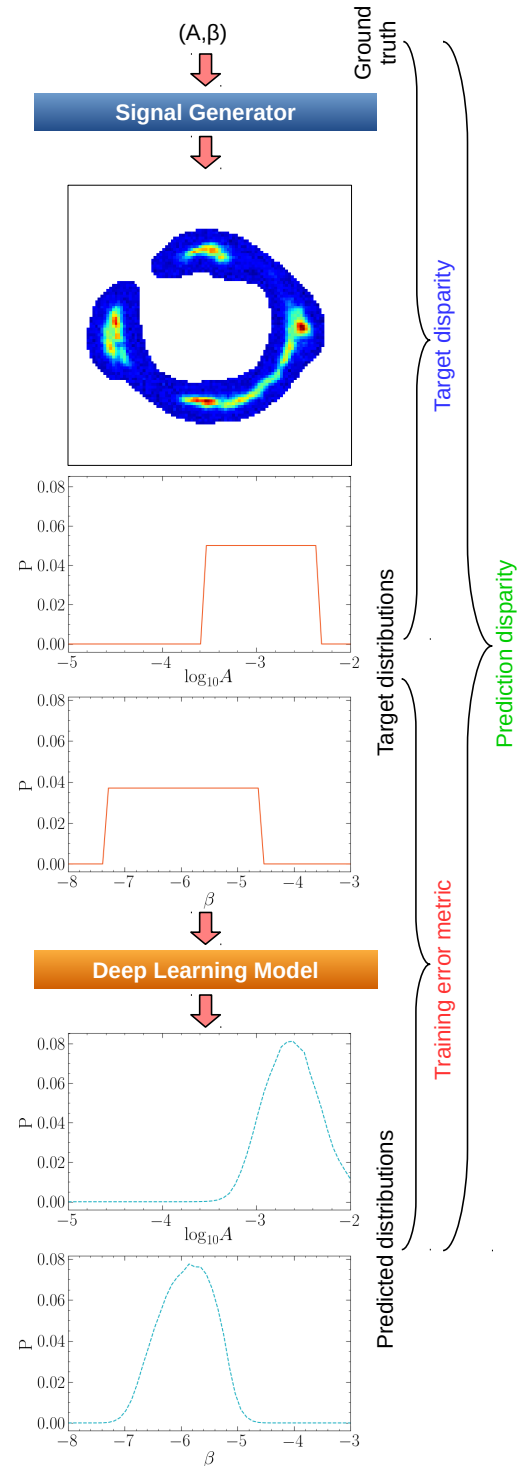 (A,β)
Ground
truth
Signal Generator
Target disparity
0.08
0.06
P
0.04
0.02
0.00
−5
−4
−3
−2
log₁₀A
Target distributions
Prediction disparity
0.08
0.06
P
0.04
0.02
0.00
−8
−7
−6
−5
−4
−3
β
Deep Learning Model
Training error metric
0.08
0.06
P
0.04
0.02
0.00
−5
−4
−3
−2
log₁₀A
Predicted distributions
0.08
0.06
P
0.04
0.02
0.00
−8
−7
−6
−5
−4
−3
β